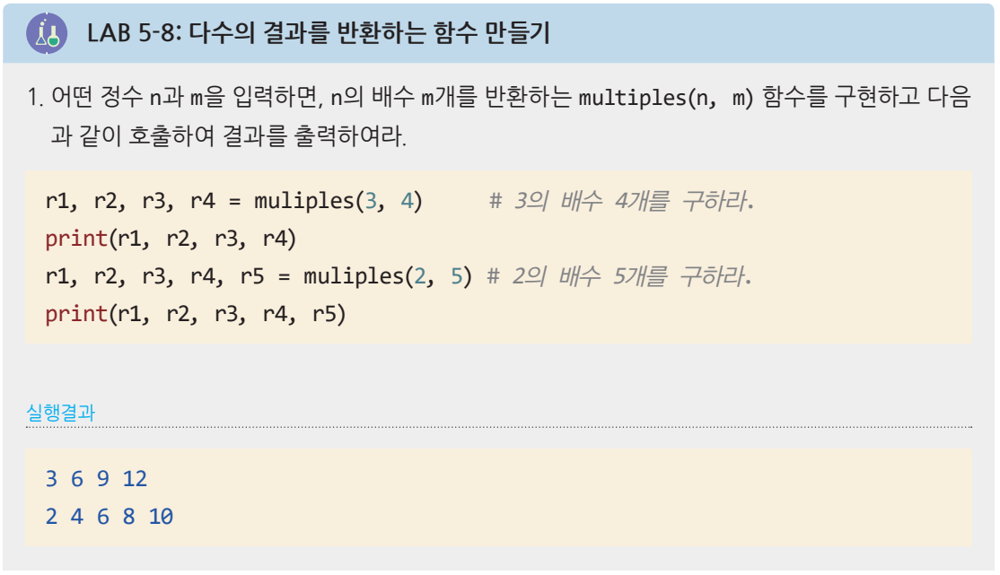 LAB 5-8: 다수의 결과를 반환하는 함수 만들기
1. 어떤 정수 n과 m을 입력하면, n의 배수 m개를 반환하는 multiples(n, m) 함수를 구현하고 다음
과 같이 호출하여 결과를 출력하여라.
r1, r2, r3, r4 = muliples(3, 4) # 3의 배수 4개를 구하라.
print(r1, r2, r3, r4)
r1, r2, r3, r4, r5 = muliples(2, 5) # 2의 배수 5개를 구하라.
print(r1, r2, r3, r4, r5)
실행결과
3 6 9 12
2 4 6 8 10